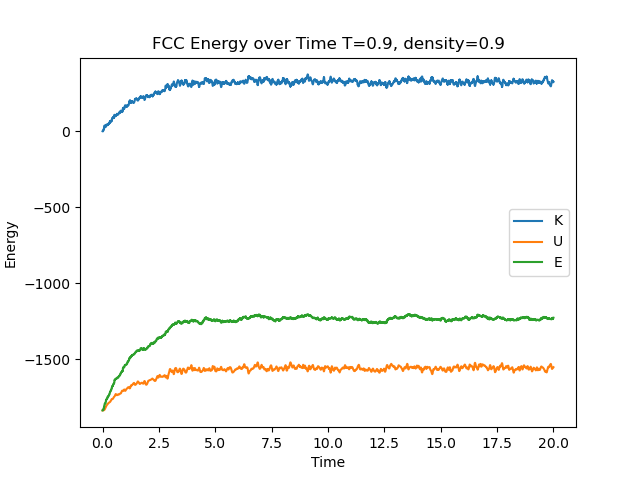 FCC Energy over Time T=0.9, density=0.9
0
−500
−1000
−1500
Energy
K
U
E
0.0 2.5 5.0 7.5 10.0 12.5 15.0 17.5 20.0
Time